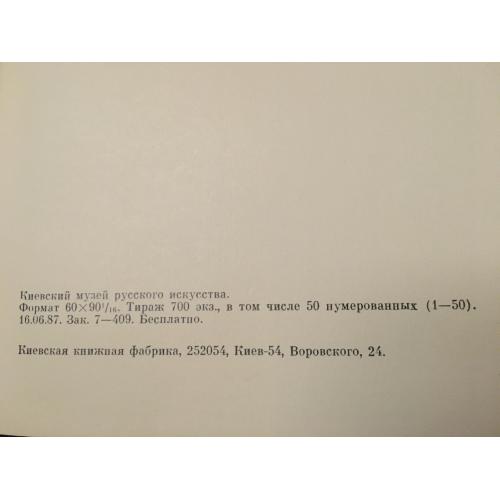 Киевский музей русского искусства.
Формат 60×90¹/₁₆. Тираж 700 экз., в том числе 50 нумерованных (1—50).
16.06.87. Зак. 7—409. Бесплатно.
Киевская книжная фабрика, 252054, Киев-54, Воровского, 24.